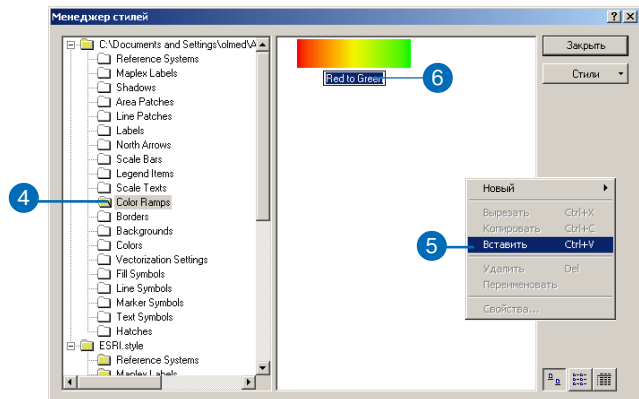 Менеджер стилей
C:\Documents and Settings\olmed\A
Reference Systems
Maplex Labels
Shadows
Area Patches
Line Patches
Labels
North Arrows
Scale Bars
Legend Items
Scale Texts
Color Ramps
Borders
Backgrounds
Colors
Vectorization Settings
Fill Symbols
Line Symbols
Marker Symbols
Text Symbols
Hatches
ESRI.style
Reference Systems
Maplex Labels
4
Red to Green
6
Закрыть
Стили
Новый
Вырезать Ctrl+X
Копировать Ctrl+C
5
Вставить Ctrl+V
Удалить Del
Переименовать
Свойства...